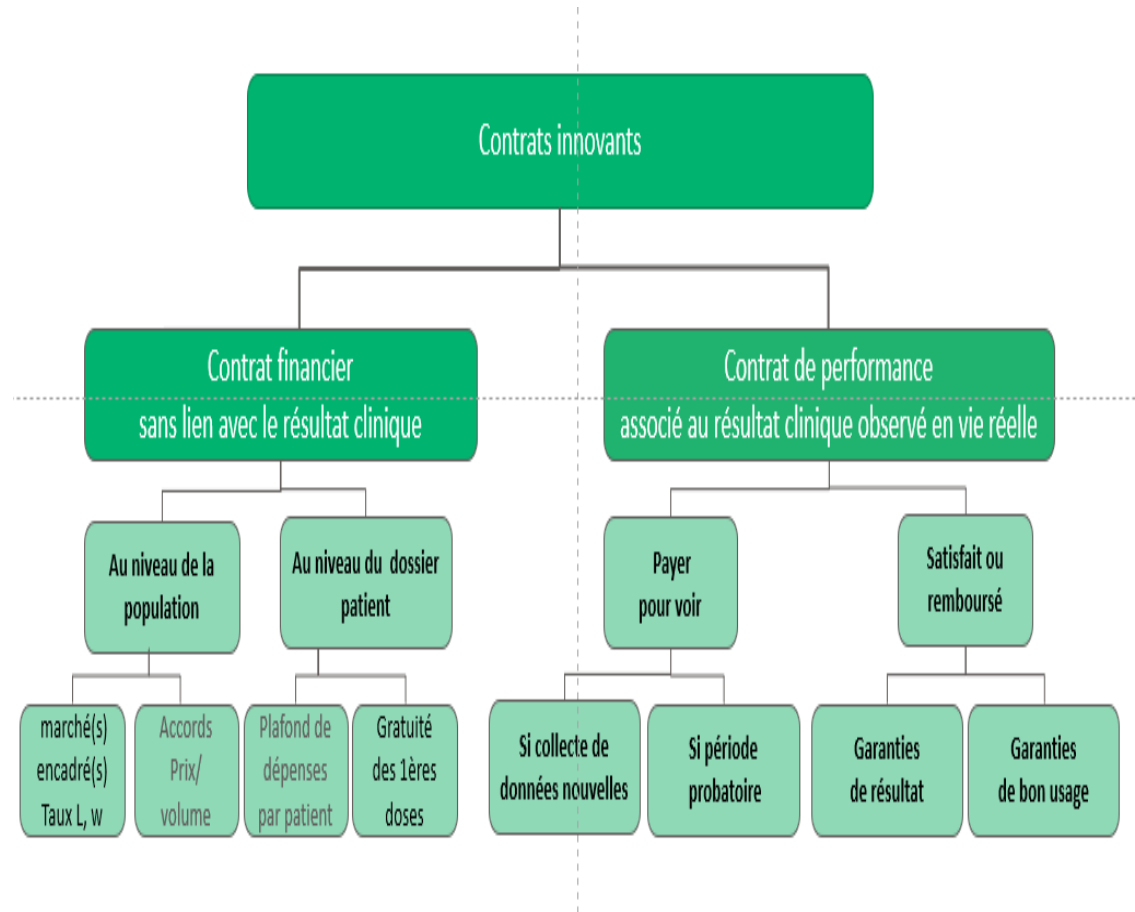 Contrats innovants
Contrat financier
sans lien avec le résultat clinique
Contrat de performance
associé au résultat clinique observé en vie réelle
Au niveau de la
population
Au niveau du dossier
patient
Payer
pour voir
Satisfait ou
remboursé
marché(s)
encadré(s)
Taux L, w
Accords
Prix/
volume
Plafond de
dépenses
par patient
Gratuité
des 1ères
doses
Si collecte de
données nouvelles
Si période
probatoire
Garanties
de résultat
Garanties
de bon usage